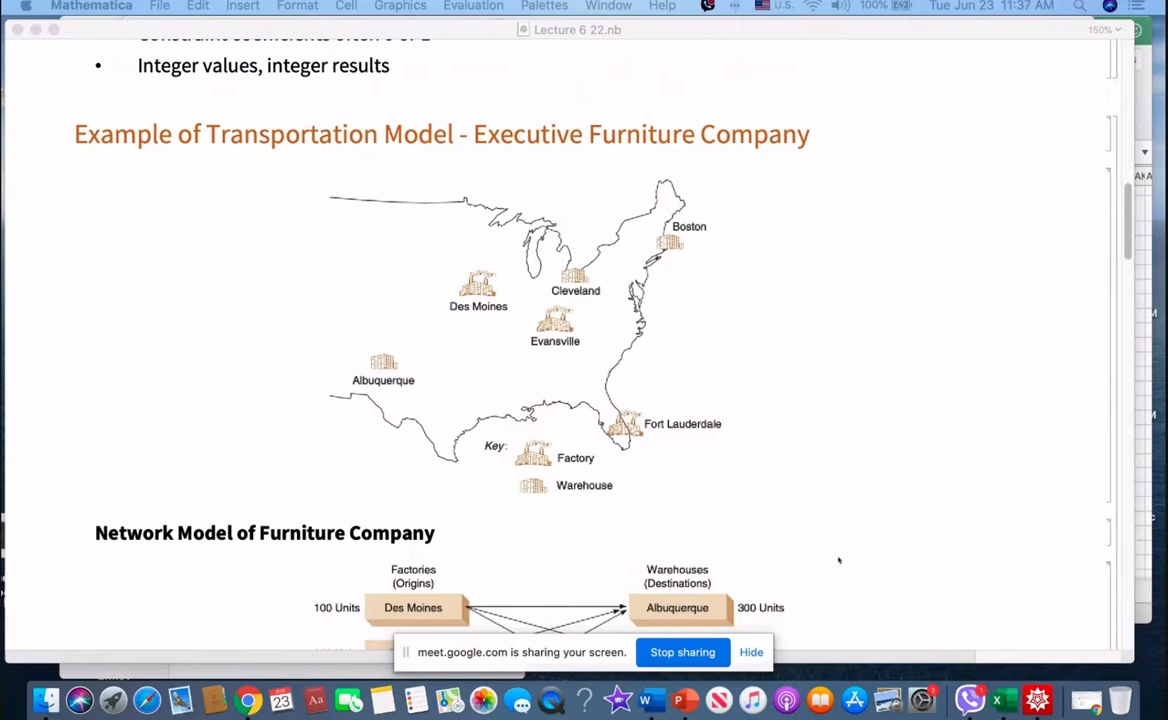 Mathematica File Edit Insert Format Cell Graphics Evaluation Palettes Window Help U.S. 100% Tue Jun 23 11:37 AM
Lecture 6 22.nb 150%
• Integer values, integer results
Example of Transportation Model - Executive Furniture Company
Boston
Cleveland
Des Moines
Evansville
Albuquerque
Fort Lauderdale
Key:
Factory
Warehouse
Network Model of Furniture Company
Factories Warehouses
(Origins) (Destinations)
100 Units Des Moines Albuquerque 300 Units
meet.google.com is sharing your screen. Stop sharing Hide